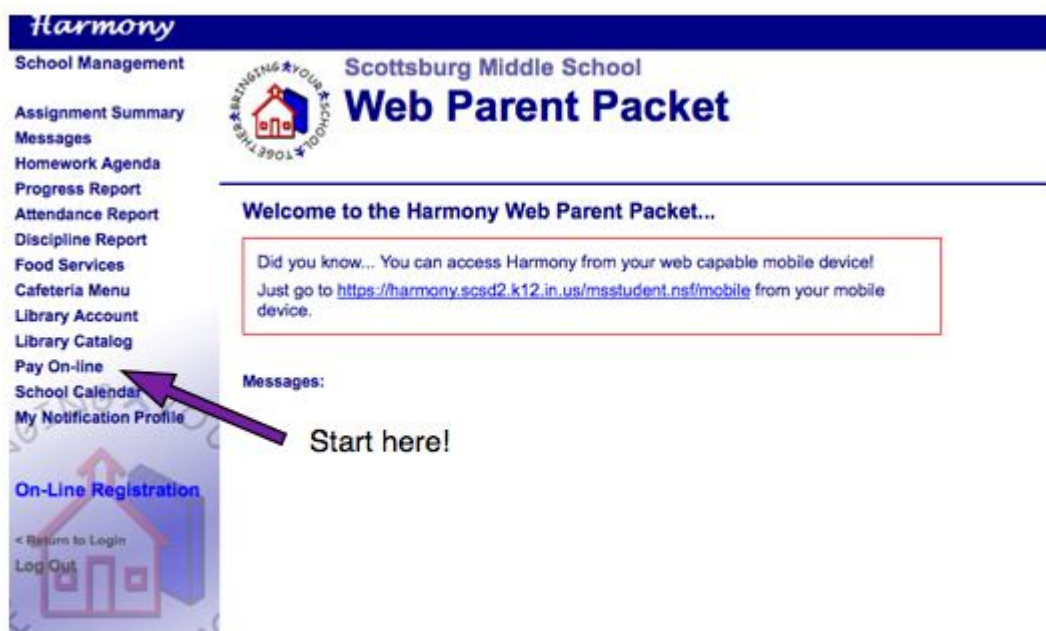 Harmony
School Management
Assignment Summary
Messages
Homework Agenda
Progress Report
Attendance Report
Discipline Report
Food Services
Cafeteria Menu
Library Account
Library Catalog
Pay On-line
School Calendar
My Notification Profile
On-Line Registration
< Return to Login
Log Out
BRINGING YOUR SCHOOL TOGETHER
Scottsburg Middle School
Web Parent Packet
Welcome to the Harmony Web Parent Packet...
Did you know... You can access Harmony from your web capable mobile device!
Just go to https://harmony.scsd2.k12.in.us/msstudent.nsf/mobile from your mobile
device.
Messages:
Start here!